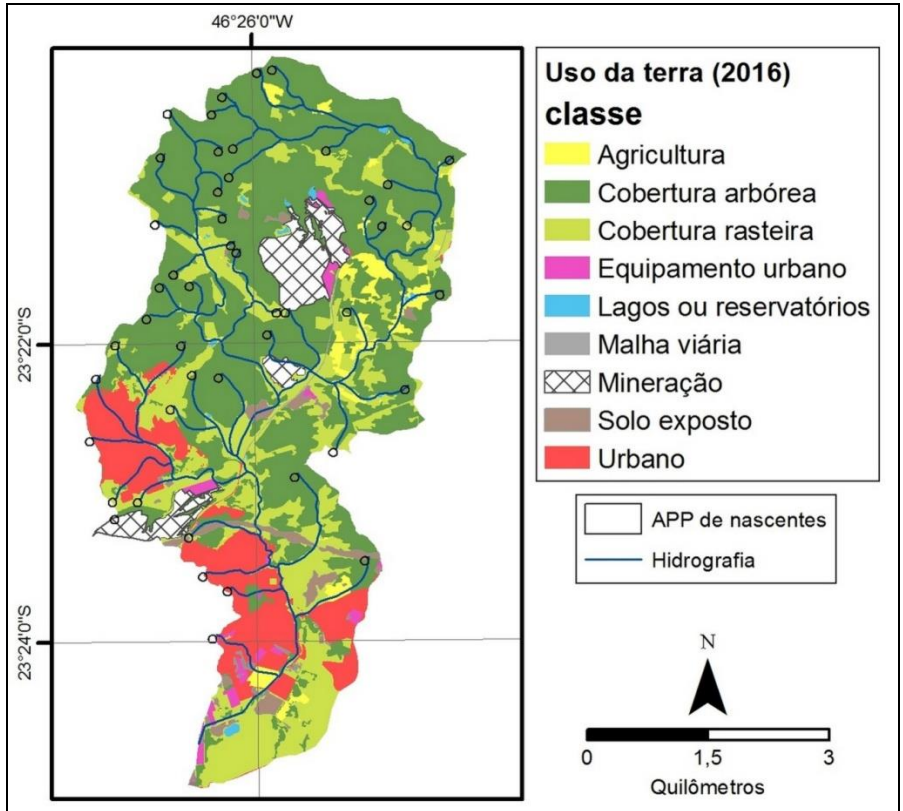 46°26'0"W
23°22'0"S
23°24'0"S
Uso da terra (2016)
classe
Agricultura
Cobertura arbórea
Cobertura rasteira
Equipamento urbano
Lagos ou reservatórios
Malha viária
Mineração
Solo exposto
Urbano
APP de nascentes
Hidrografia
N
0 1,5 3
Quilômetros